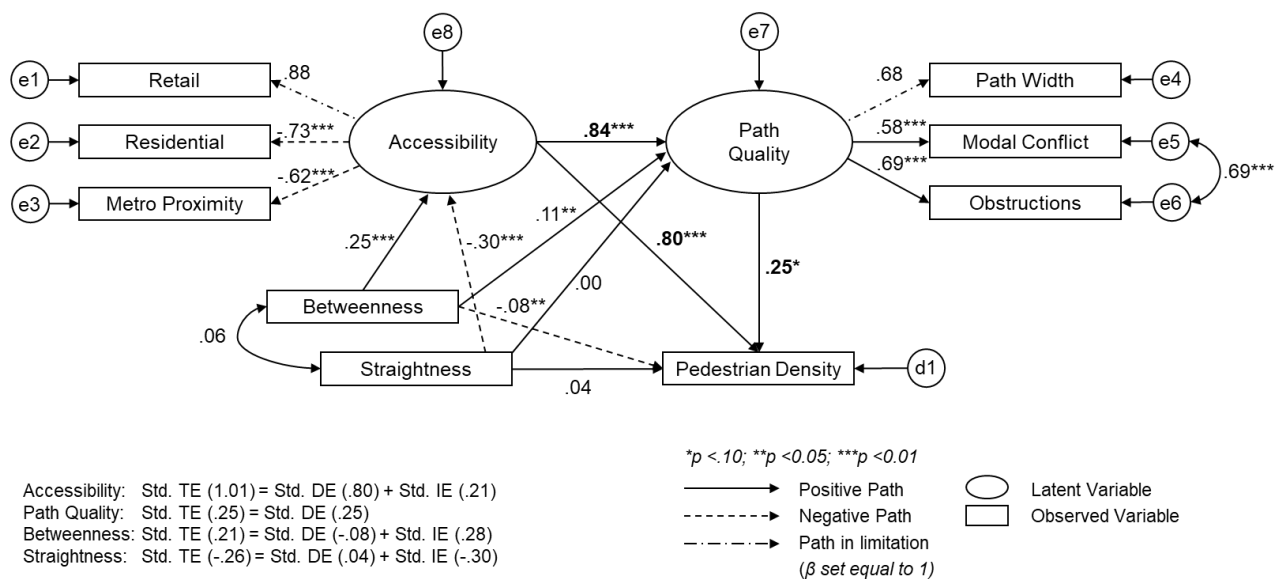 e8
e7
e1
Retail
.88
.68
Path Width
e4
e2
Residential
-.73***
Accessibility
.84***
Path
Quality
.58***
Modal Conflict
e5
e3
Metro Proximity
-.62***
.69***
Obstructions
e6
.69***
.25***
-.30***
.11**
.80***
.00
.25*
Betweenness
-.08**
.06
Straightness
.04
Pedestrian Density
d1
*p <.10; **p <0.05; ***p <0.01
Accessibility: Std. TE (1.01) = Std. DE (.80) + Std. IE (.21)
Path Quality: Std. TE (.25) = Std. DE (.25)
Betweenness: Std. TE (.21) = Std. DE (-.08) + Std. IE (.28)
Straightness: Std. TE (-.26) = Std. DE (.04) + Std. IE (-.30)
Positive Path
Negative Path
Path in limitation
(β set equal to 1)
Latent Variable
Observed Variable